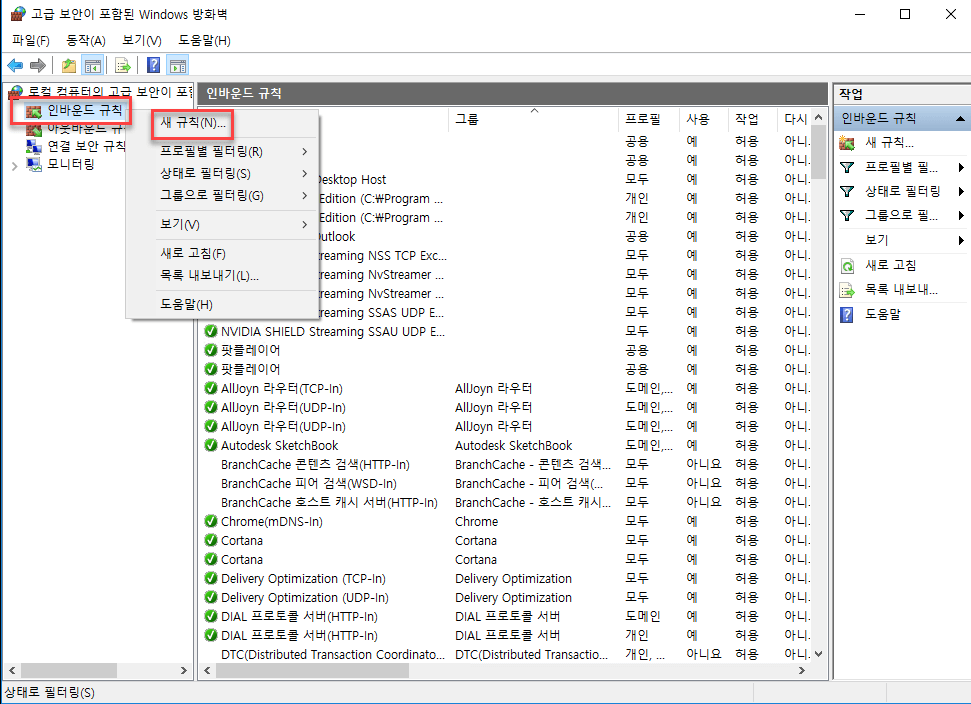 고급 보안이 포함된 Windows 방화벽
파일(F) 동작(A) 보기(V) 도움말(H)
로컬 컴퓨터의 고급 보안이 포함
인바운드 규칙
아웃바운드 규칙
연결 보안 규칙
모니터링
새 규칙(N)...
프로필별 필터링(R)
상태로 필터링(S)
그룹으로 필터링(G)
보기(V)
새로 고침(F)
목록 내보내기(L)...
도움말(H)
인바운드 규칙
그룹 프로필 사용 작업 다시
공용 예 허용 아니.
공용 예 허용 아니.
Desktop Host 모두 예 허용 아니.
Edition (C:₩Program ... 개인 예 허용 아니.
Edition (C:₩Program ... 개인 예 허용 아니.
Outlook 공용 예 허용 아니.
reaming NSS TCP Exc... 모두 예 허용 아니.
reaming NvStreamer ... 모두 예 허용 아니.
reaming NvStreamer ... 모두 예 허용 아니.
reaming SSAS UDP E... 모두 예 허용 아니.
NVIDIA SHIELD Streaming SSAU UDP E... 모두 예 허용 아니.
팟플레이어 공용 예 허용 아니.
팟플레이어 공용 예 허용 아니.
AllJoyn 라우터(TCP-In) AllJoyn 라우터 도메인,... 예 허용 아니.
AllJoyn 라우터(UDP-In) AllJoyn 라우터 도메인,... 예 허용 아니.
AllJoyn 라우터(UDP-In) AllJoyn 라우터 도메인,... 예 허용 아니.
Autodesk SketchBook Autodesk SketchBook 도메인,... 예 허용 아니.
BranchCache 콘텐츠 검색(HTTP-In) BranchCache - 콘텐츠 검색... 모두 아니요 허용 아니.
BranchCache 피어 검색(WSD-In) BranchCache - 피어 검색(... 모두 아니요 허용 아니.
BranchCache 호스트 캐시 서버(HTTP-In) BranchCache - 호스트 캐시... 모두 아니요 허용 아니.
Chrome(mDNS-In) Chrome 모두 예 허용 아니.
Cortana Cortana 모두 예 허용 아니.
Cortana Cortana 모두 예 허용 아니.
Delivery Optimization (TCP-In) Delivery Optimization 모두 예 허용 아니.
Delivery Optimization (UDP-In) Delivery Optimization 모두 예 허용 아니.
DIAL 프로토콜 서버(HTTP-In) DIAL 프로토콜 서버 도메인 예 허용 아니.
DIAL 프로토콜 서버(HTTP-In) DIAL 프로토콜 서버 개인 예 허용 아니.
DTC(Distributed Transaction Coordinato... DTC(Distributed Transactio... 개인, ... 아니요 허용 아니.
작업
인바운드 규칙
새 규칙...
프로필별 필...
상태로 필터링
그룹으로 필...
보기
새로 고침
목록 내보내...
도움말
상태로 필터링(S)